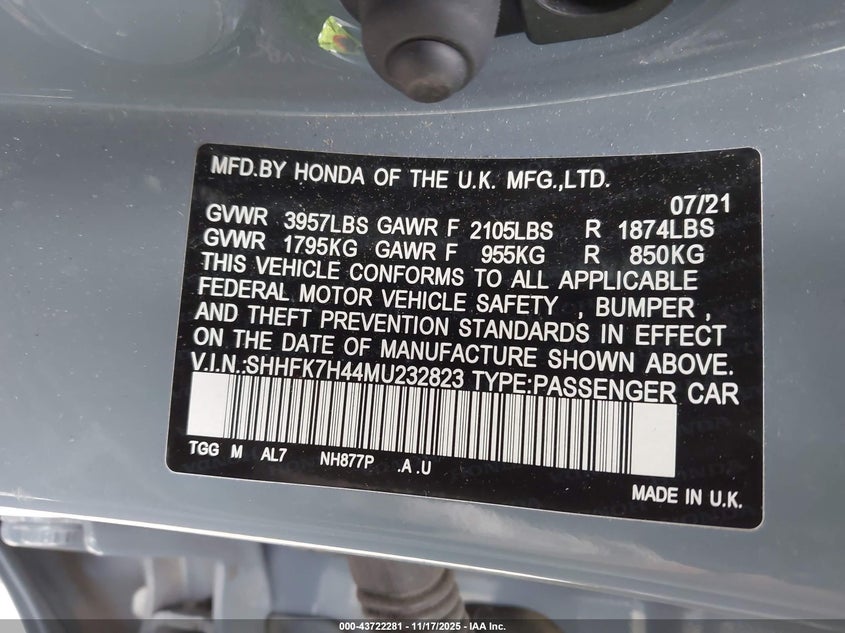 MFD.BY HONDA OF THE U.K. MFG.,LTD.
07/21
GVWR 3957LBS GAWR F 2105LBS R 1874LBS
GVWR 1795KG GAWR F 955KG R 850KG
THIS VEHICLE CONFORMS TO ALL APPLICABLE
FEDERAL MOTOR VEHICLE SAFETY , BUMPER ,
AND THEFT PREVENTION STANDARDS IN EFFECT
ON THE DATE OF MANUFACTURE SHOWN ABOVE.
V.I.N.:SHHFK7H44MU232823 TYPE:PASSENGER CAR
TGG M AL7 NH877P .A .U
MADE IN U.K.
000-43722281 - 11/17/2025 - IAA Inc.